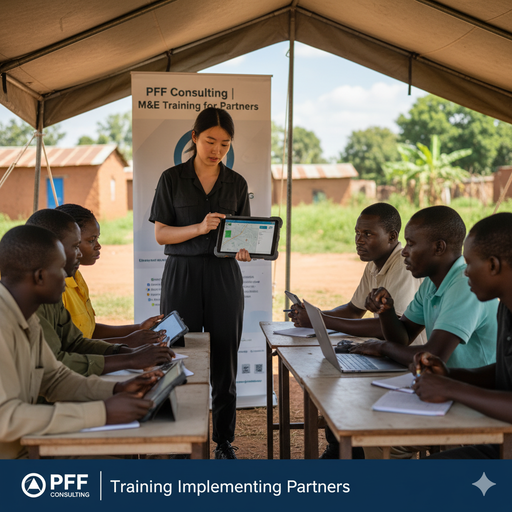 PFF Consulting |
M&E Training for Partners
PFF
CONSULTING
Training Implementing Partners